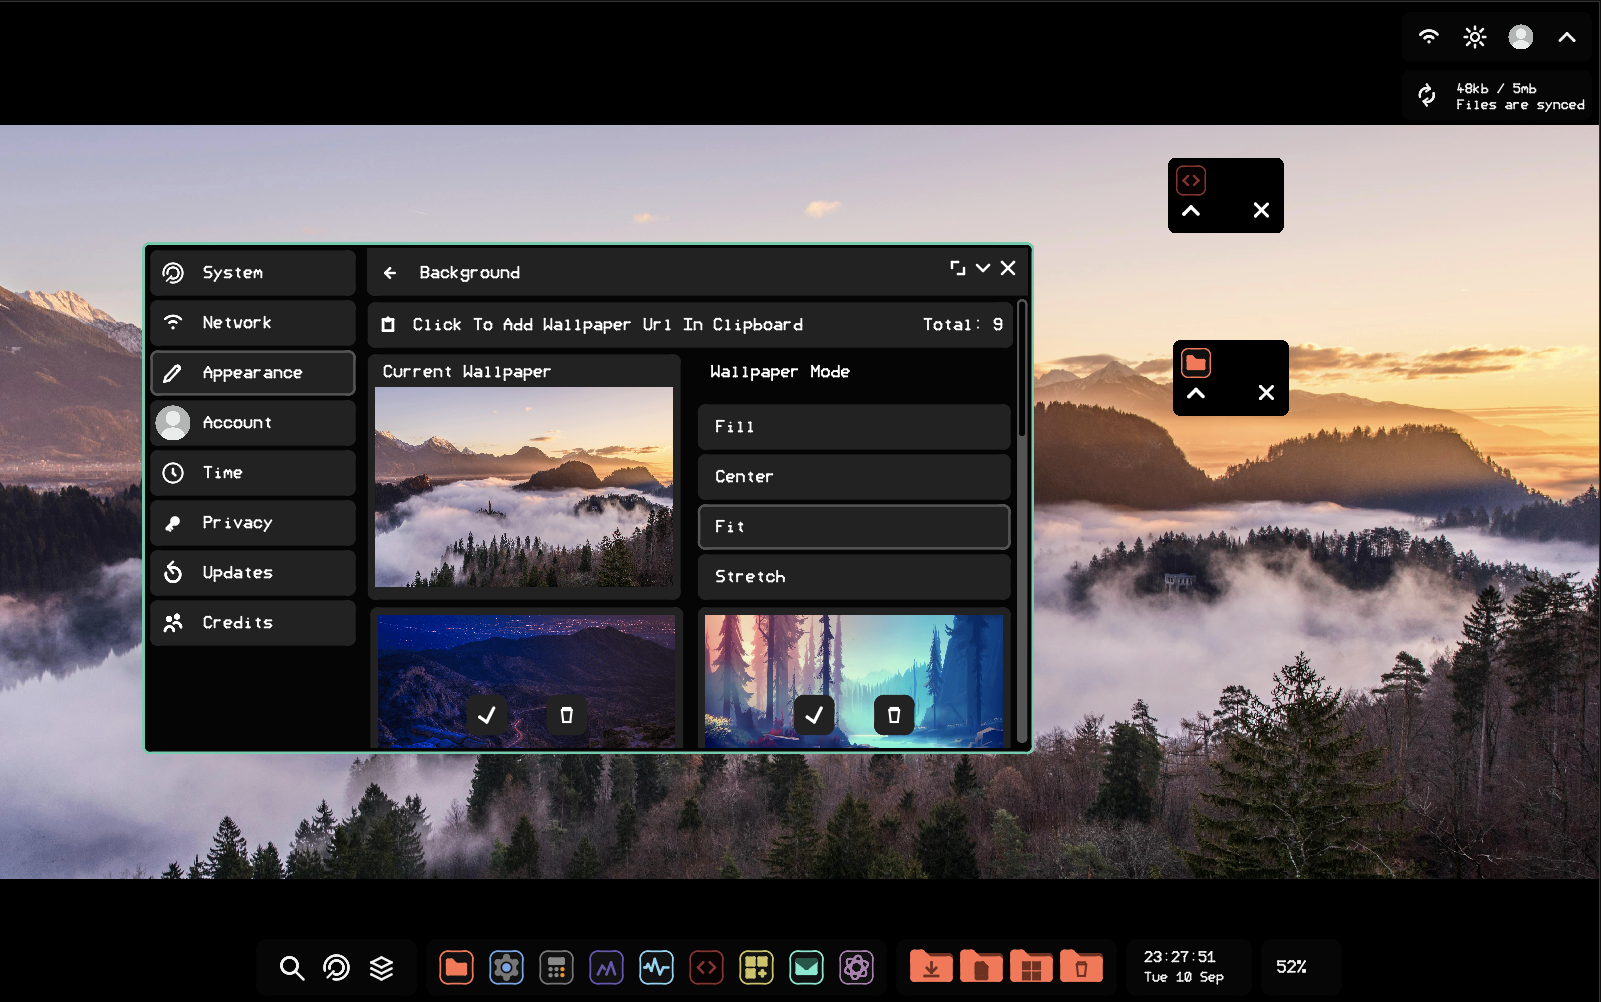 48kb / 5mb
Files are synced
System
Network
Appearance
Account
Time
Privacy
Updates
Credits
Background
Click To Add Wallpaper Url In Clipboard
Total: 9
Current Wallpaper
Wallpaper Mode
Fill
Center
Fit
Stretch
23:27:51
Tue 10 Sep
52%